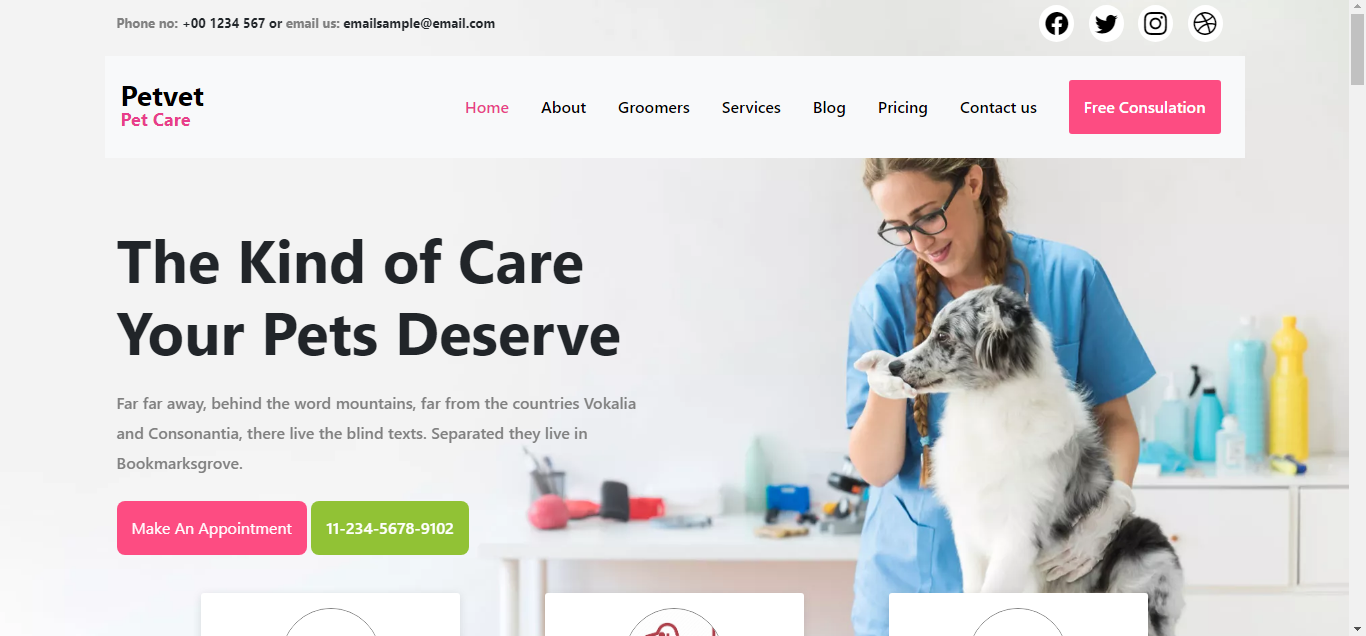 Phone no: +00 1234 567 or email us: emailsample@email.com
Petvet
Pet Care
Home About Groomers Services Blog Pricing Contact us Free Consulation
The Kind of Care
Your Pets Deserve
Far far away, behind the word mountains, far from the countries Vokalia
and Consonantia, there live the blind texts. Separated they live in
Bookmarksgrove.
Make An Appointment 11-234-5678-9102